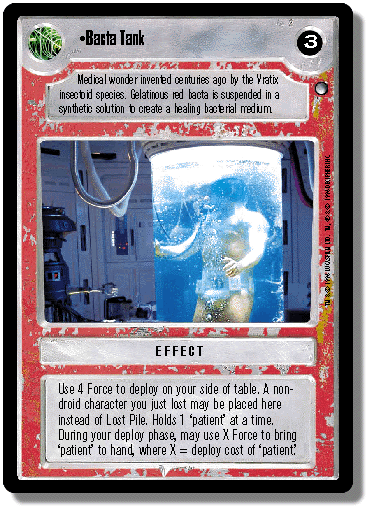 •Bacta Tank
3
Medical wonder invented centuries ago by the Vratix
insectoid species. Gelatinous red bacta is suspended in a
synthetic solution to create a healing bacterial medium.
EFFECT
Use 4 Force to deploy on your side of table. A non-
droid character you just lost may be placed here
instead of Lost Pile. Holds 1 ‘patient’ at a time.
During your deploy phase, may use X Force to bring
‘patient’ to hand, where X = deploy cost of ‘patient.’